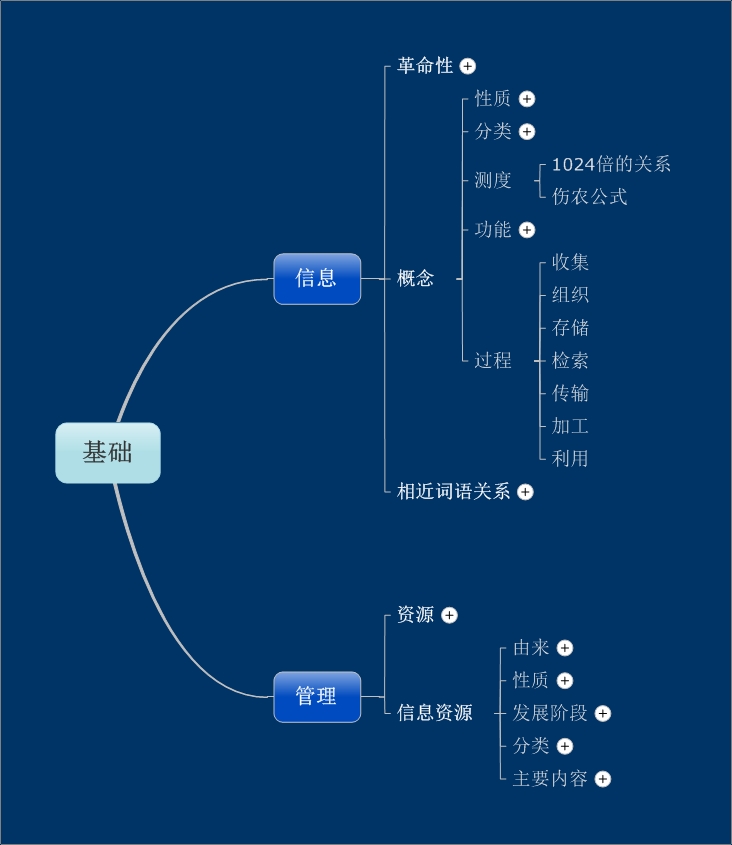 革命性
性质
分类
1024倍的关系
测度
伤农公式
功能
信息
概念
收集
组织
存储
过程
检索
传输
加工
利用
基础
相近词语关系
资源
由来
性质
管理
信息资源
发展阶段
分类
主要内容